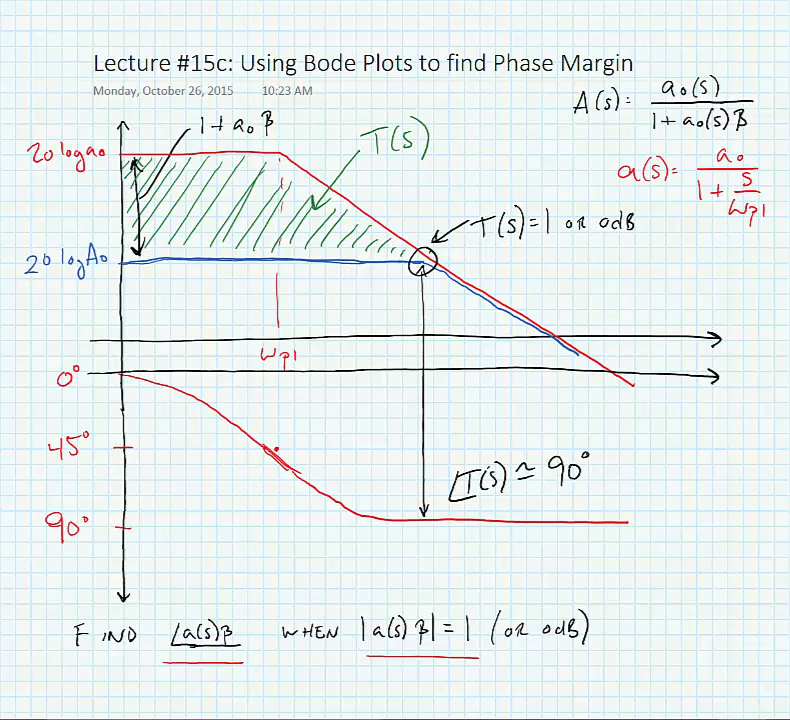 Lecture #15c: Using Bode Plots to find Phase Margin
Monday, October 26, 2015 10:23 AM
A(s) = a₀(s) / 1 + a₀(s) β
1 + a₀ β
T(s)
20 log a₀
a(s) = a₀ / 1 + s/ωp1
T(s) = 1 OR 0dB
20 log A₀
ωp1
0°
45°
∠T(s) ≃ 90°
90°
FIND ∠a(s)β WHEN |a(s) β| = 1 (OR 0dB)